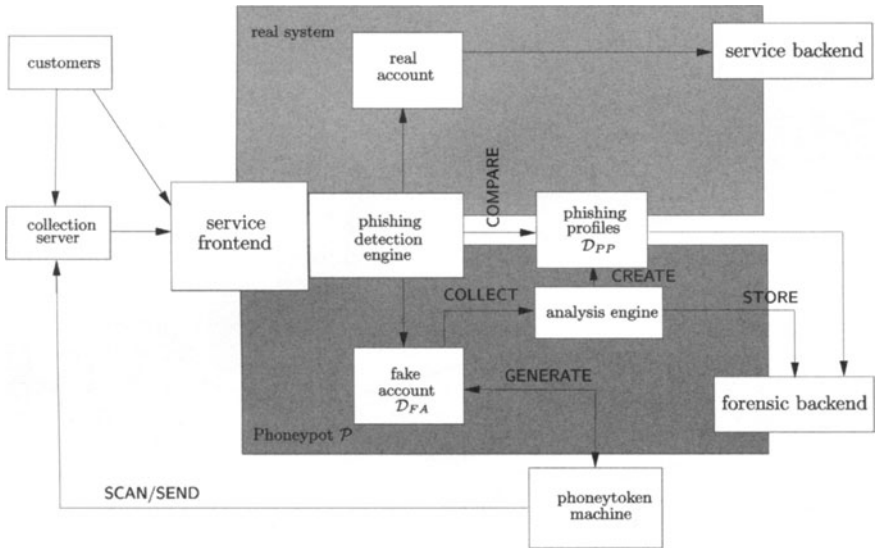 real system
customers
real
account
service backend
COMPARE
collection
server
service
frontend
phishing
detection
engine
phishing
profiles
𝒟PP
CREATE
COLLECT
STORE
analysis engine
fake
account
𝒟FA
GENERATE
forensic backend
Phoneypot 𝒫
SCAN/SEND
phoneytoken
machine